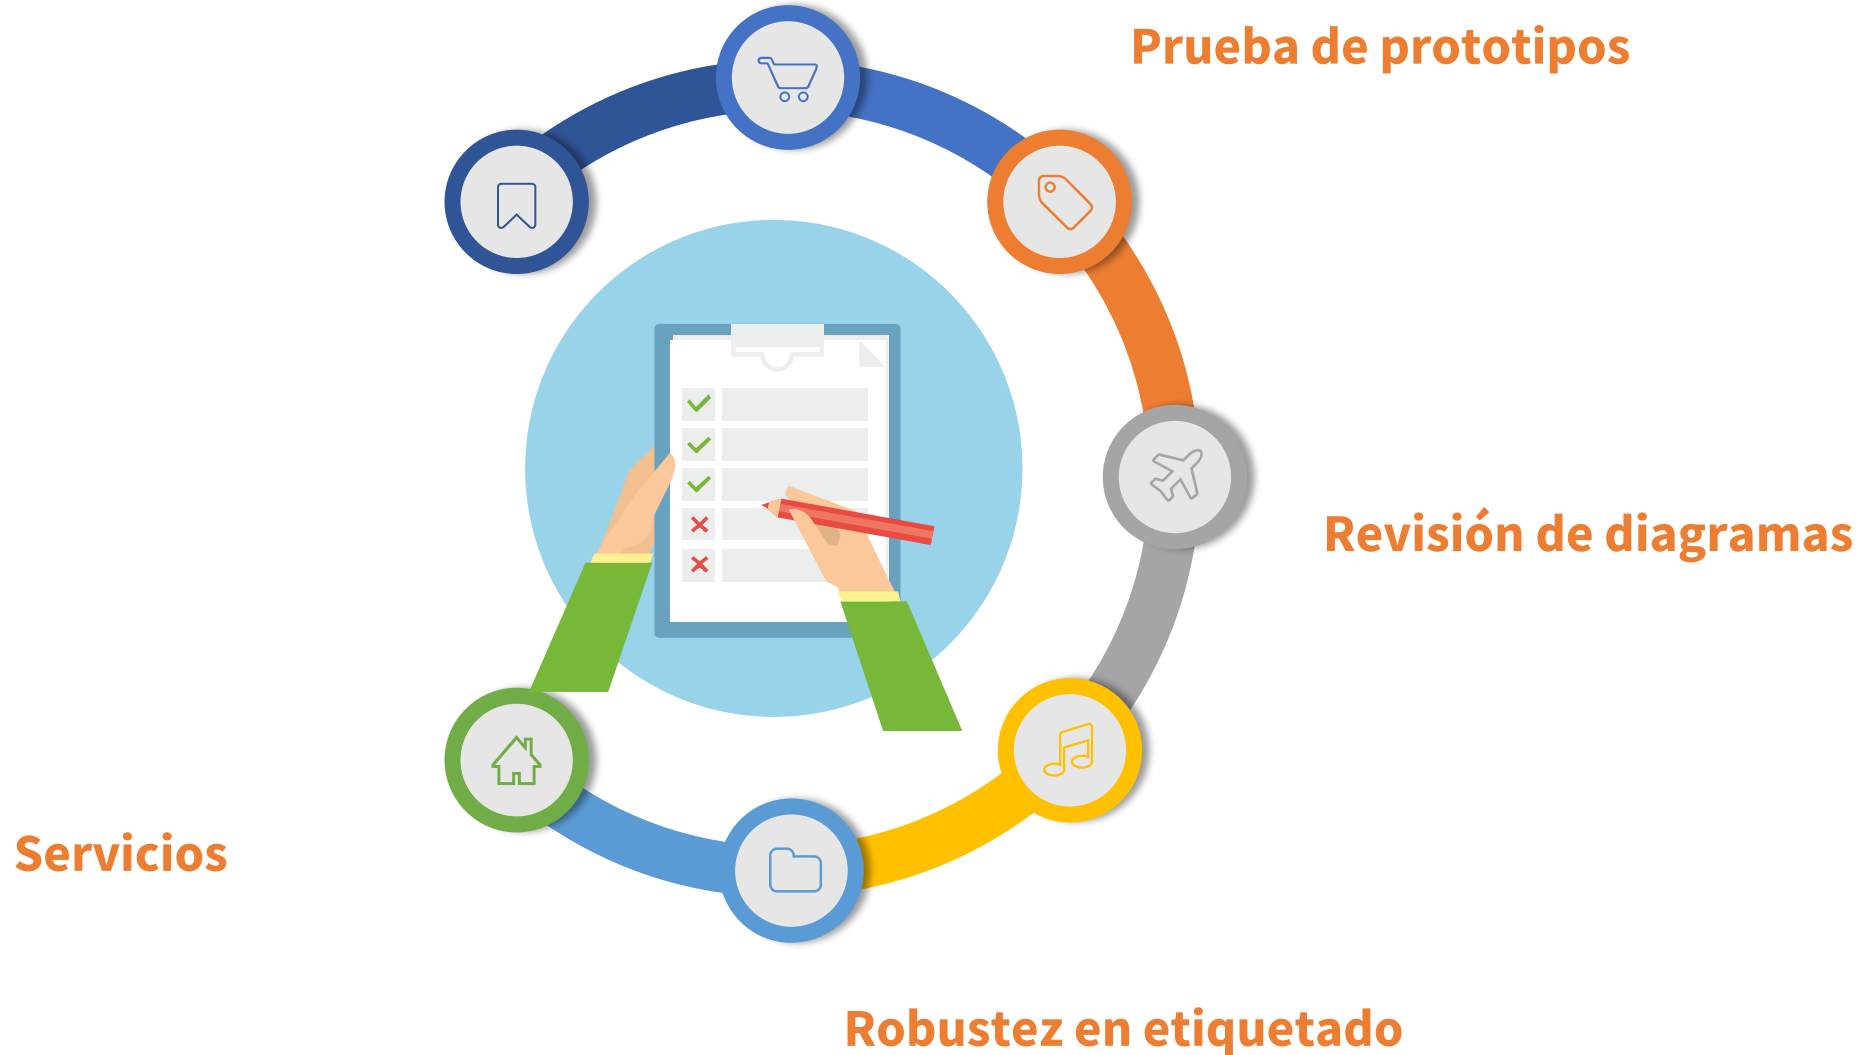 Prueba de prototipos
Revisión de diagramas
Servicios
Robustez en etiquetado